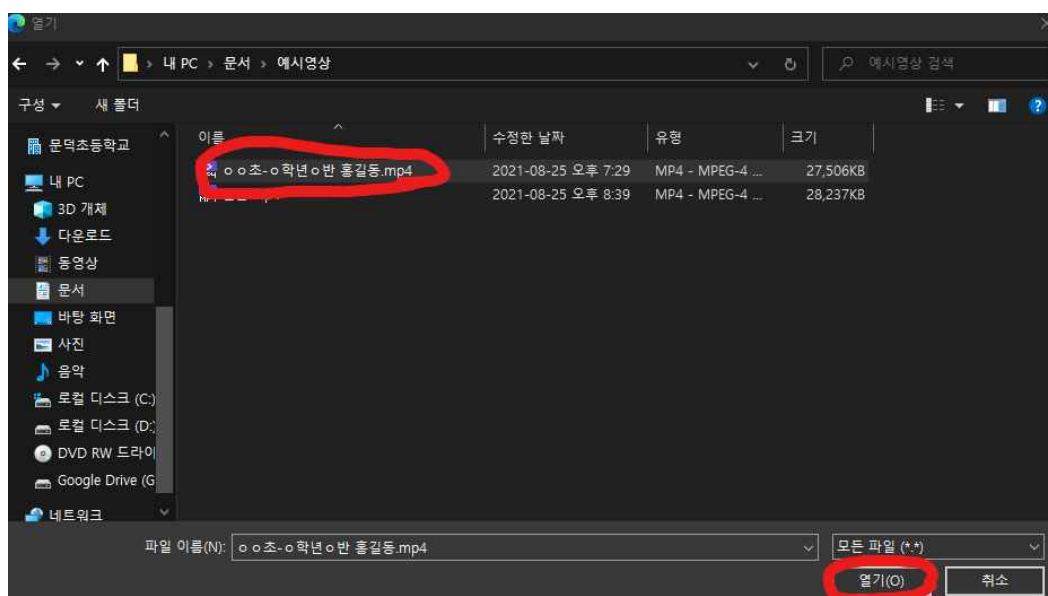 열기
내 PC › 문서 › 예시영상
예시영상 검색
구성 새 폴더
이름 수정한 날짜 유형 크기
ㅇㅇ초-ㅇ학년ㅇ반 홍길동.mp4 2021-08-25 오후 7:29 MP4 - MPEG-4 ... 27,506KB
2021-08-25 오후 8:39 MP4 - MPEG-4 ... 28,237KB
문덕초등학교
내 PC
3D 개체
다운로드
동영상
문서
바탕 화면
사진
음악
로컬 디스크 (C:)
로컬 디스크 (D:
DVD RW 드라이
Google Drive (G
네트워크
파일 이름(N): ㅇㅇ초-ㅇ학년ㅇ반 홍길동.mp4
모든 파일 (*.*)
열기(O) 취소